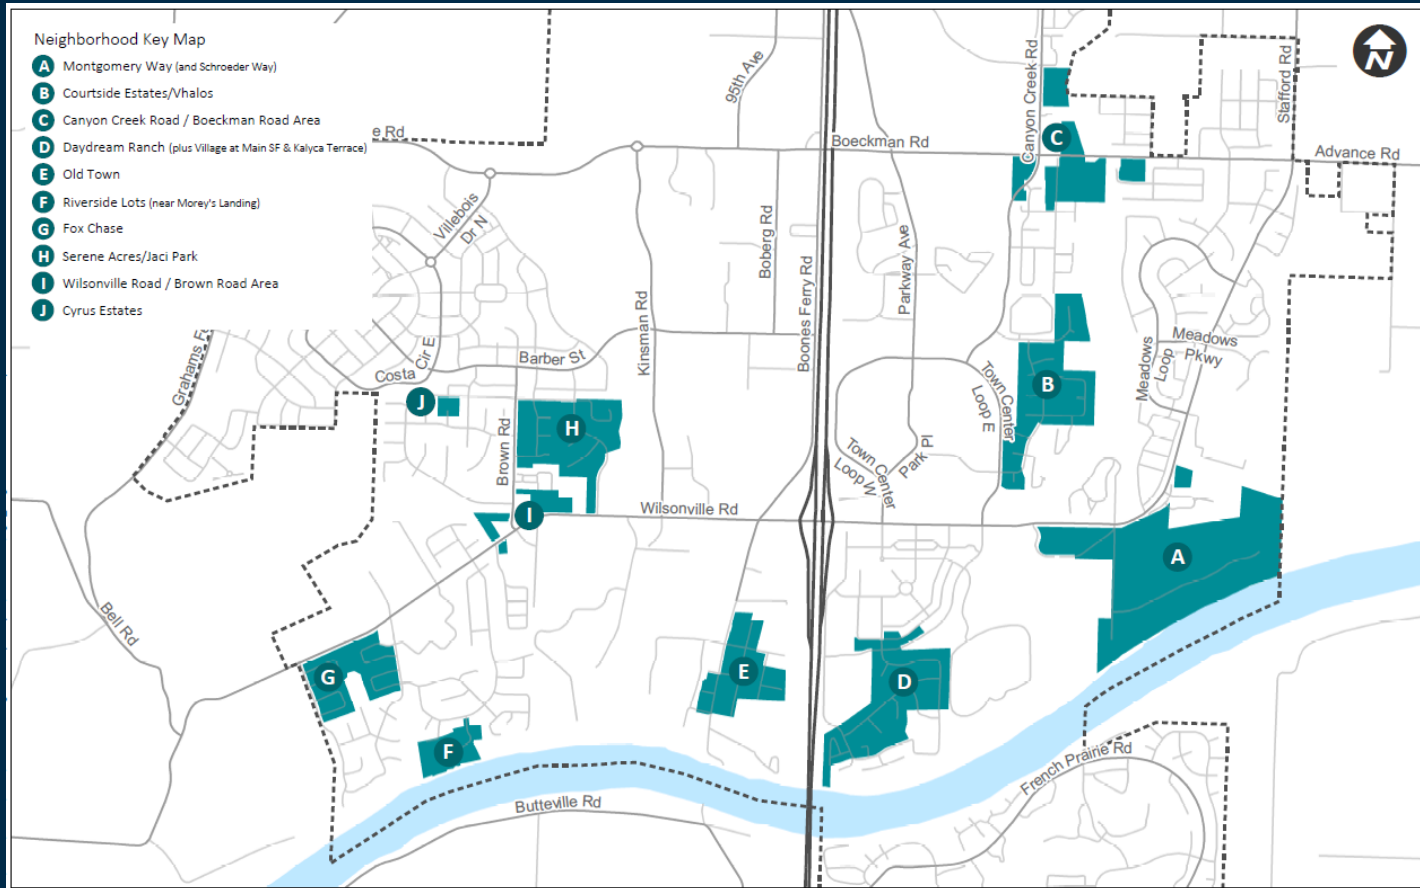 Neighborhood Key Map
A Montgomery Way (and Schroeder Way)
B Courtside Estates/Vhalos
C Canyon Creek Road / Boeckman Road Area
D Daydream Ranch (plus Village at Main SF & Kalyca Terrace)
E Old Town
F Riverside Lots (near Morey's Landing)
G Fox Chase
H Serene Acres/Jaci Park
I Wilsonville Road / Brown Road Area
J Cyrus Estates
N
95th Ave
Canyon Creek Rd
Stafford Rd
e Rd
Boeckman Rd
C
Advance Rd
Villebois
Dr N
Boberg Rd
Boones Ferry Rd
Parkway Ave
Kinsman Rd
Grahams Fe
Costa Cir E
Barber St
Meadows
Pkwy
Meadows
Loop
Town Center
Loop E
B
J
H
Brown Rd
Town Center
Loop W
Park Pl
I
Wilsonville Rd
A
Bell Rd
G
E
D
F
French Prairie Rd
Butteville Rd